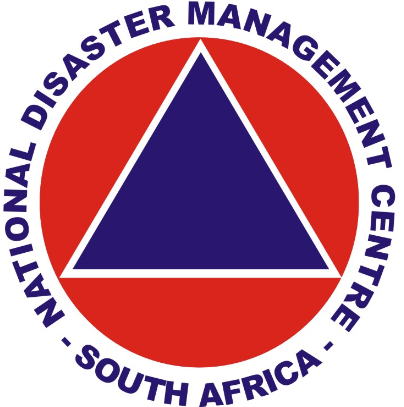 NATIONAL DISASTER MANAGEMENT CENTRE
- SOUTH AFRICA -